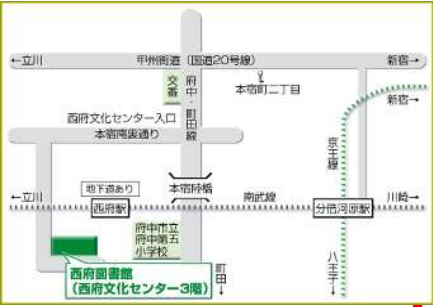 ←立川
甲州街道 (国道20号線)
新宿→
交番
府中・町田線
本宿町二丁目
新宿→
西府文化センター入口
本宿南裏通り
京王線
←立川
地下道あり
本宿陸橋
西府駅
南武線
分倍河原駅
川崎→
府中市立
府中第五
小学校
西府図書館
(西府文化センター3階)
町田↓
八王子↓